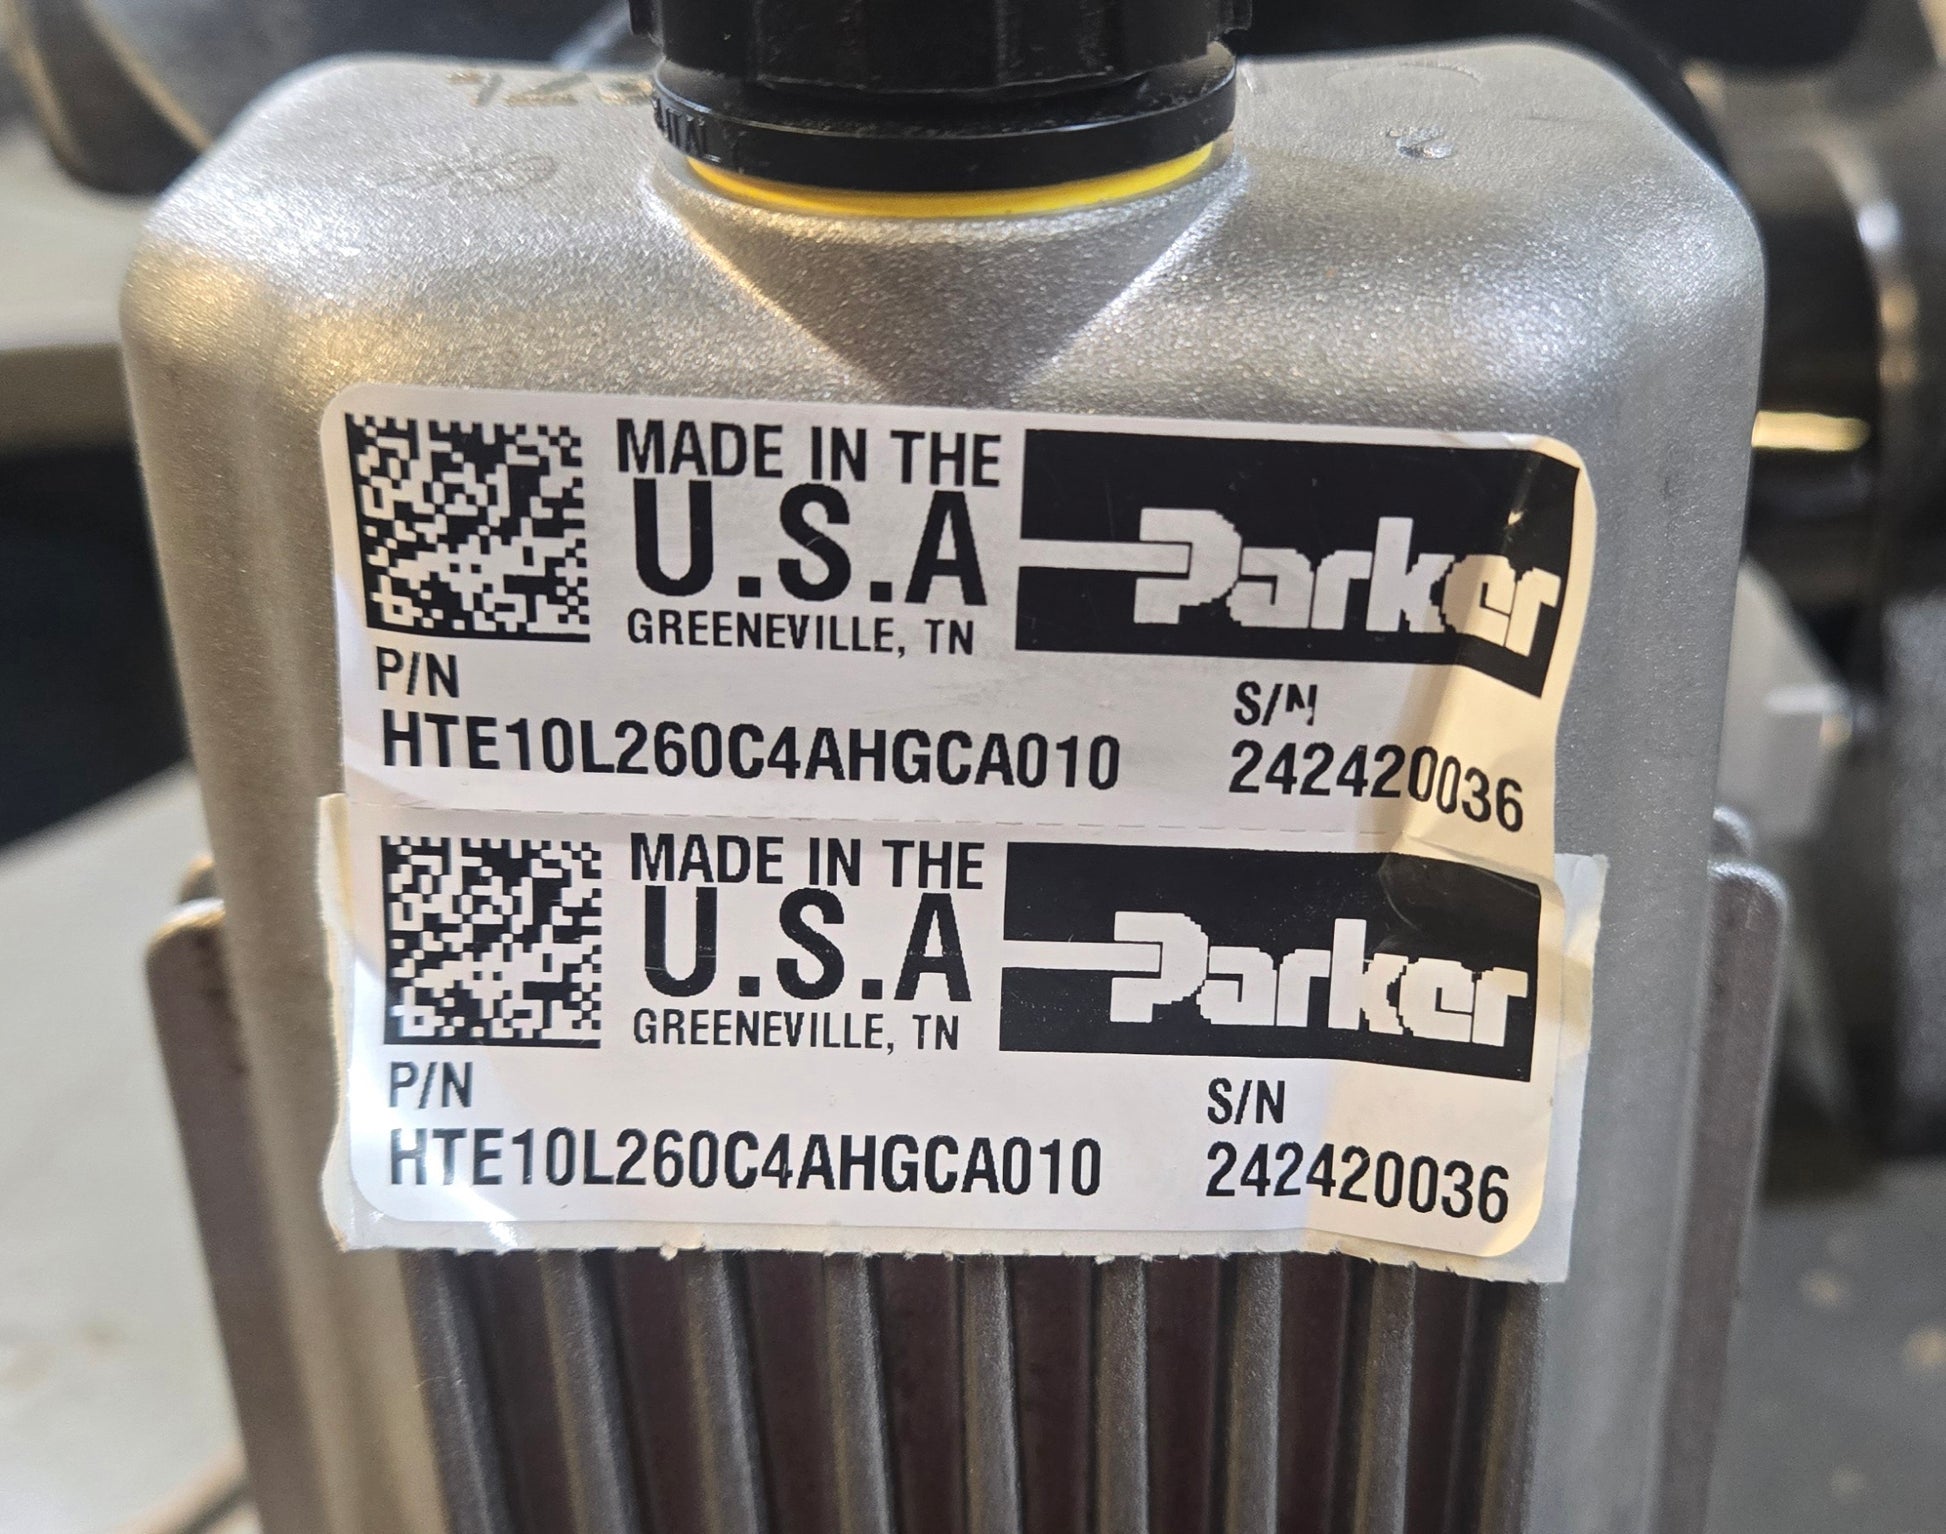 MADE IN THE
U.S.A
GREENEVILLE, TN
Parker
P/N
HTE10L260C4AHGCA010
S/N
242420036
MADE IN THE
U.S.A
GREENEVILLE, TN
Parker
P/N
HTE10L260C4AHGCA010
S/N
242420036